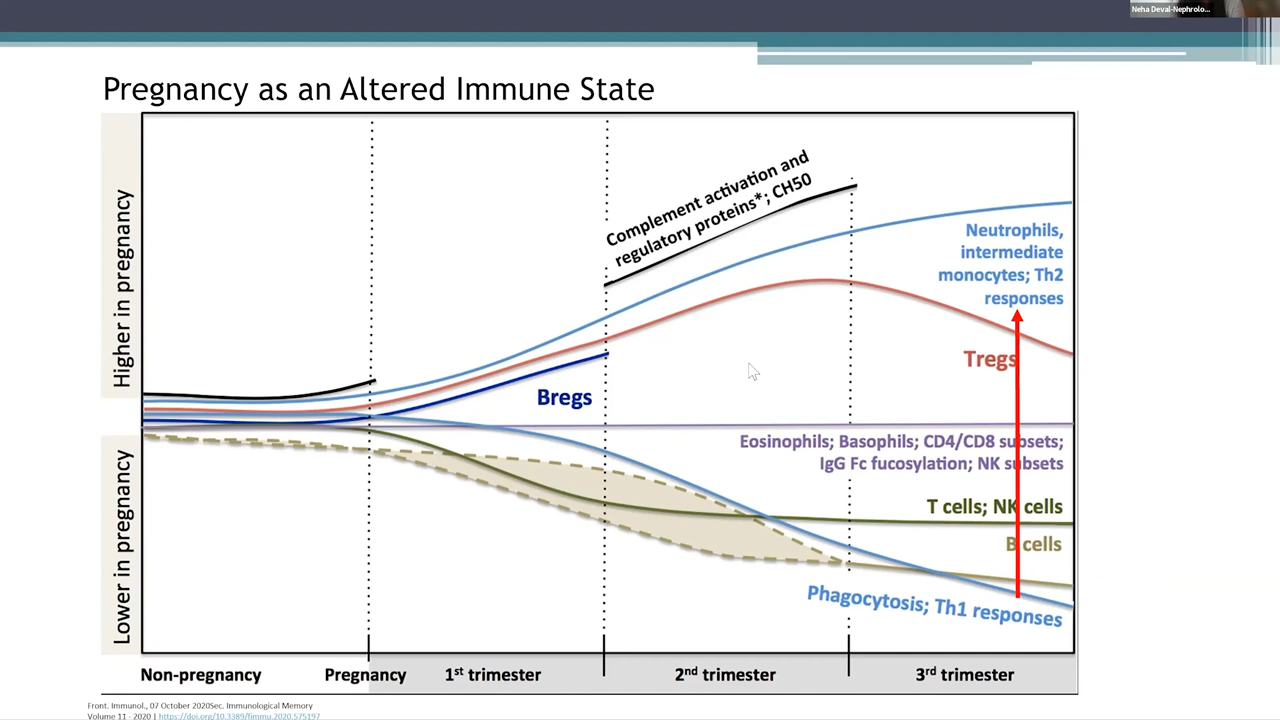 Neha Deval-Nephrolo...
Pregnancy as an Altered Immune State
Higher in pregnancy
Lower in pregnancy
Complement activation and
regulatory proteins*; CH50
Neutrophils,
intermediate
monocytes; Th2
responses
Tregs
Bregs
Eosinophils; Basophils; CD4/CD8 subsets;
IgG Fc fucosylation; NK subsets
T cells; NK cells
B cells
Phagocytosis; Th1 responses
Non-pregnancy
Pregnancy
1st trimester
2nd trimester
3rd trimester
Front. Immunol., 07 October 2020Sec. Immunological Memory
Volume 11 - 2020 | https://doi.org/10.3389/fimmu.2020.575197